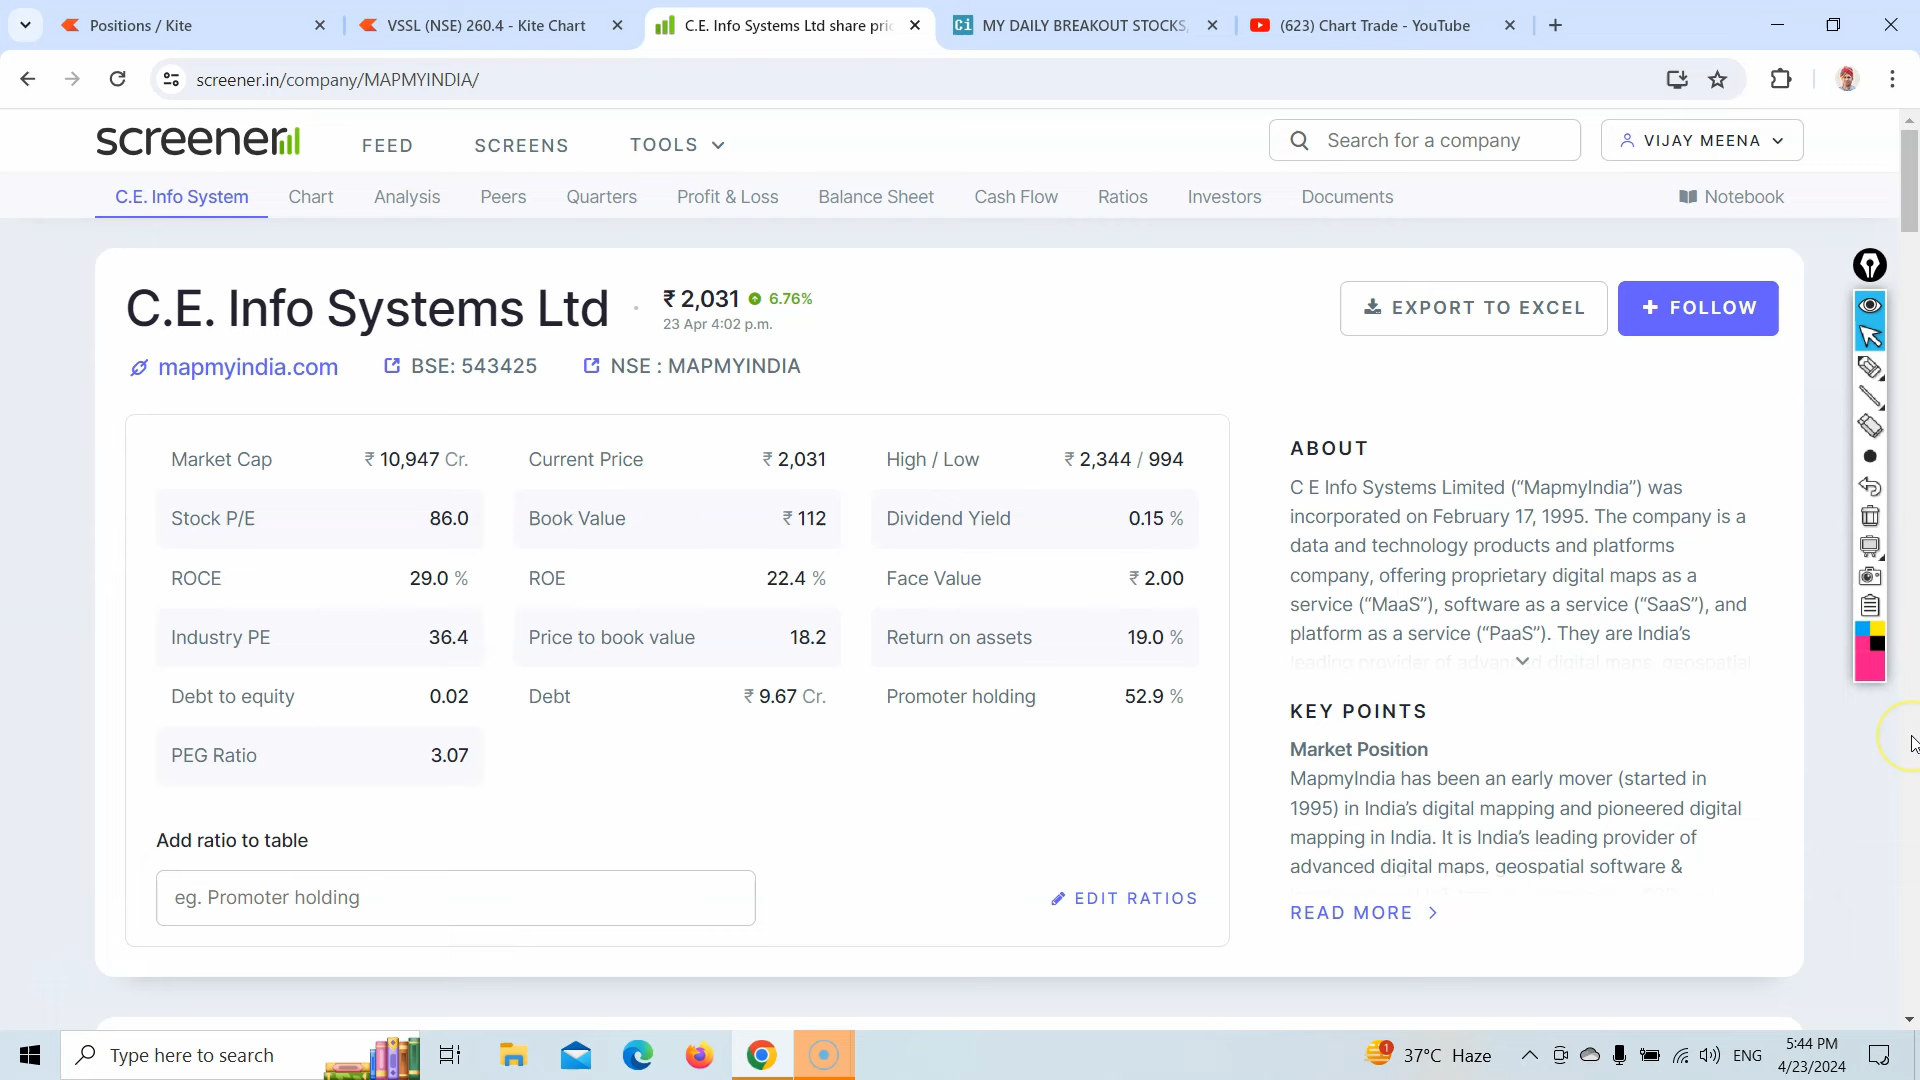 Positions / Kite
VSSL (NSE) 260.4 - Kite Chart
C.E. Info Systems Ltd share pri
Ci MY DAILY BREAKOUT STOCKS,
(623) Chart Trade - YouTube
screener.in/company/MAPMYINDIA/
screener
FEED
SCREENS
TOOLS
Search for a company
VIJAY MEENA
C.E. Info System
Chart
Analysis
Peers
Quarters
Profit & Loss
Balance Sheet
Cash Flow
Ratios
Investors
Documents
Notebook
C.E. Info Systems Ltd
₹ 2,031 6.76%
23 Apr 4:02 p.m.
EXPORT TO EXCEL
+ FOLLOW
mapmyindia.com
BSE: 543425
NSE : MAPMYINDIA
Market Cap ₹ 10,947 Cr.
Current Price ₹ 2,031
High / Low ₹ 2,344 / 994
Stock P/E 86.0
Book Value ₹ 112
Dividend Yield 0.15 %
ROCE 29.0 %
ROE 22.4 %
Face Value ₹ 2.00
Industry PE 36.4
Price to book value 18.2
Return on assets 19.0 %
Debt to equity 0.02
Debt ₹ 9.67 Cr.
Promoter holding 52.9 %
PEG Ratio 3.07
Add ratio to table
eg. Promoter holding
EDIT RATIOS
ABOUT
C E Info Systems Limited (“MapmyIndia”) was
incorporated on February 17, 1995. The company is a
data and technology products and platforms
company, offering proprietary digital maps as a
service (“MaaS”), software as a service (“SaaS”), and
platform as a service (“PaaS”). They are India’s
leading provider of advanced digital maps, geospatial
KEY POINTS
Market Position
MapmyIndia has been an early mover (started in
1995) in India’s digital mapping and pioneered digital
mapping in India. It is India’s leading provider of
advanced digital maps, geospatial software &
READ MORE
Type here to search
1
37°C Haze
ENG
5:44 PM
4/23/2024